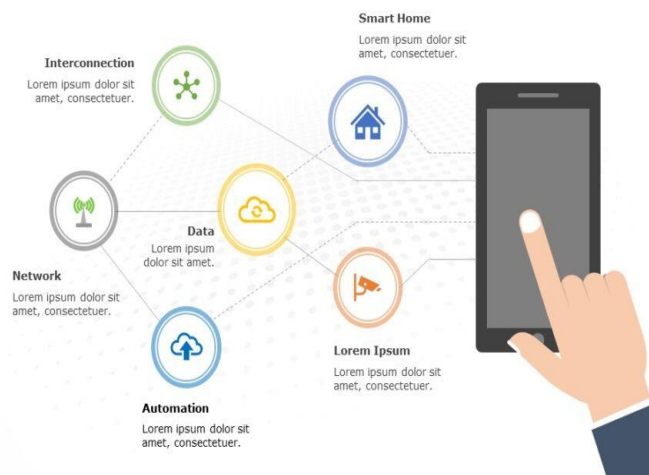 Smart Home
Lorem ipsum dolor sit
amet, consectetuer.
Interconnection
Lorem ipsum dolor sit
amet, consectetuer.
Data
Lorem ipsum
dolor sit amet.
Network
Lorem ipsum dolor sit
amet, consectetuer.
Lorem Ipsum
Lorem ipsum dolor sit
amet, consectetuer.
Automation
Lorem ipsum dolor sit
amet, consectetuer.